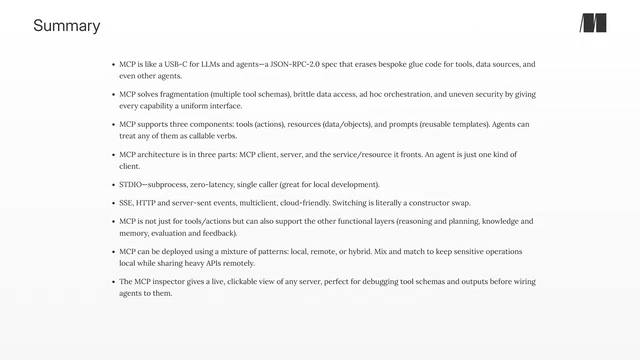 Summary
• MCP is like a USB-C for LLMs and agents—a JSON-RPC-2.0 spec that erases bespoke glue code for tools, data sources, and
even other agents.
• MCP solves fragmentation (multiple tool schemas), brittle data access, ad hoc orchestration, and uneven security by giving
every capability a uniform interface.
• MCP supports three components: tools (actions), resources (data/objects), and prompts (reusable templates). Agents can
treat any of them as callable verbs.
• MCP architecture is in three parts: MCP client, server, and the service/resource it fronts. An agent is just one kind of
client.
• STDIO—subprocess, zero-latency, single caller (great for local development).
• SSE, HTTP and server-sent events, multiclient, cloud-friendly. Switching is literally a constructor swap.
• MCP is not just for tools/actions but can also support the other functional layers (reasoning and planning, knowledge and
memory, evaluation and feedback).
• MCP can be deployed using a mixture of patterns: local, remote, or hybrid. Mix and match to keep sensitive operations
local while sharing heavy APIs remotely.
• The MCP inspector gives a live, clickable view of any server, perfect for debugging tool schemas and outputs before wiring
agents to them.